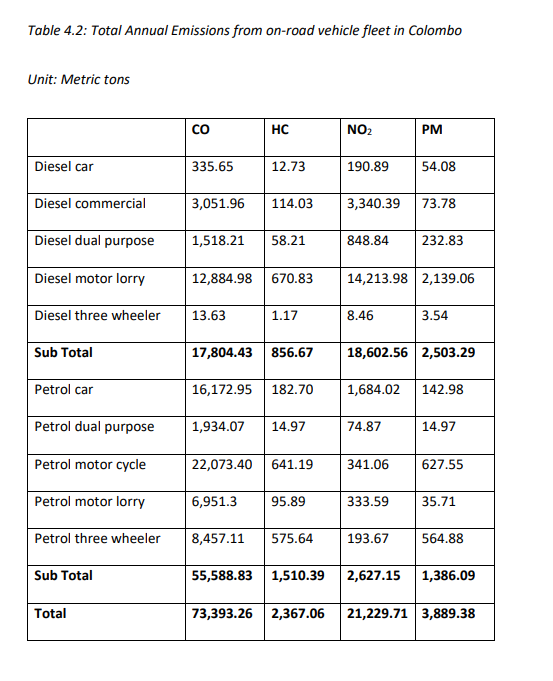 Table 4.2: Total Annual Emissions from on-road vehicle fleet in Colombo
Unit: Metric tons
CO HC NO₂ PM
Diesel car 335.65 12.73 190.89 54.08
Diesel commercial 3,051.96 114.03 3,340.39 73.78
Diesel dual purpose 1,518.21 58.21 848.84 232.83
Diesel motor lorry 12,884.98 670.83 14,213.98 2,139.06
Diesel three wheeler 13.63 1.17 8.46 3.54
Sub Total 17,804.43 856.67 18,602.56 2,503.29
Petrol car 16,172.95 182.70 1,684.02 142.98
Petrol dual purpose 1,934.07 14.97 74.87 14.97
Petrol motor cycle 22,073.40 641.19 341.06 627.55
Petrol motor lorry 6,951.3 95.89 333.59 35.71
Petrol three wheeler 8,457.11 575.64 193.67 564.88
Sub Total 55,588.83 1,510.39 2,627.15 1,386.09
Total 73,393.26 2,367.06 21,229.71 3,889.38